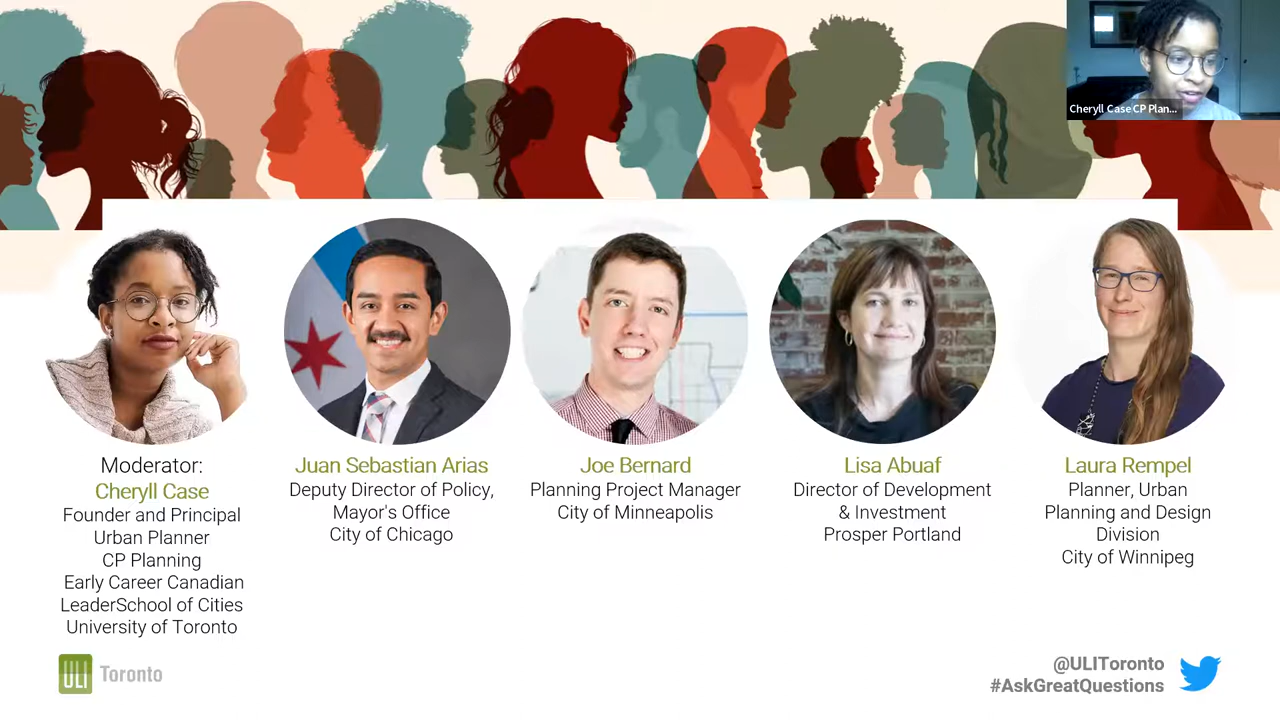 Cheryll Case CP Plan...
Moderator:
Cheryll Case
Founder and Principal
Urban Planner
CP Planning
Early Career Canadian
LeaderSchool of Cities
University of Toronto
Juan Sebastian Arias
Deputy Director of Policy,
Mayor's Office
City of Chicago
Joe Bernard
Planning Project Manager
City of Minneapolis
Lisa Abuaf
Director of Development
& Investment
Prosper Portland
Laura Rempel
Planner, Urban
Planning and Design
Division
City of Winnipeg
ULI Toronto
@ULIToronto
#AskGreatQuestions